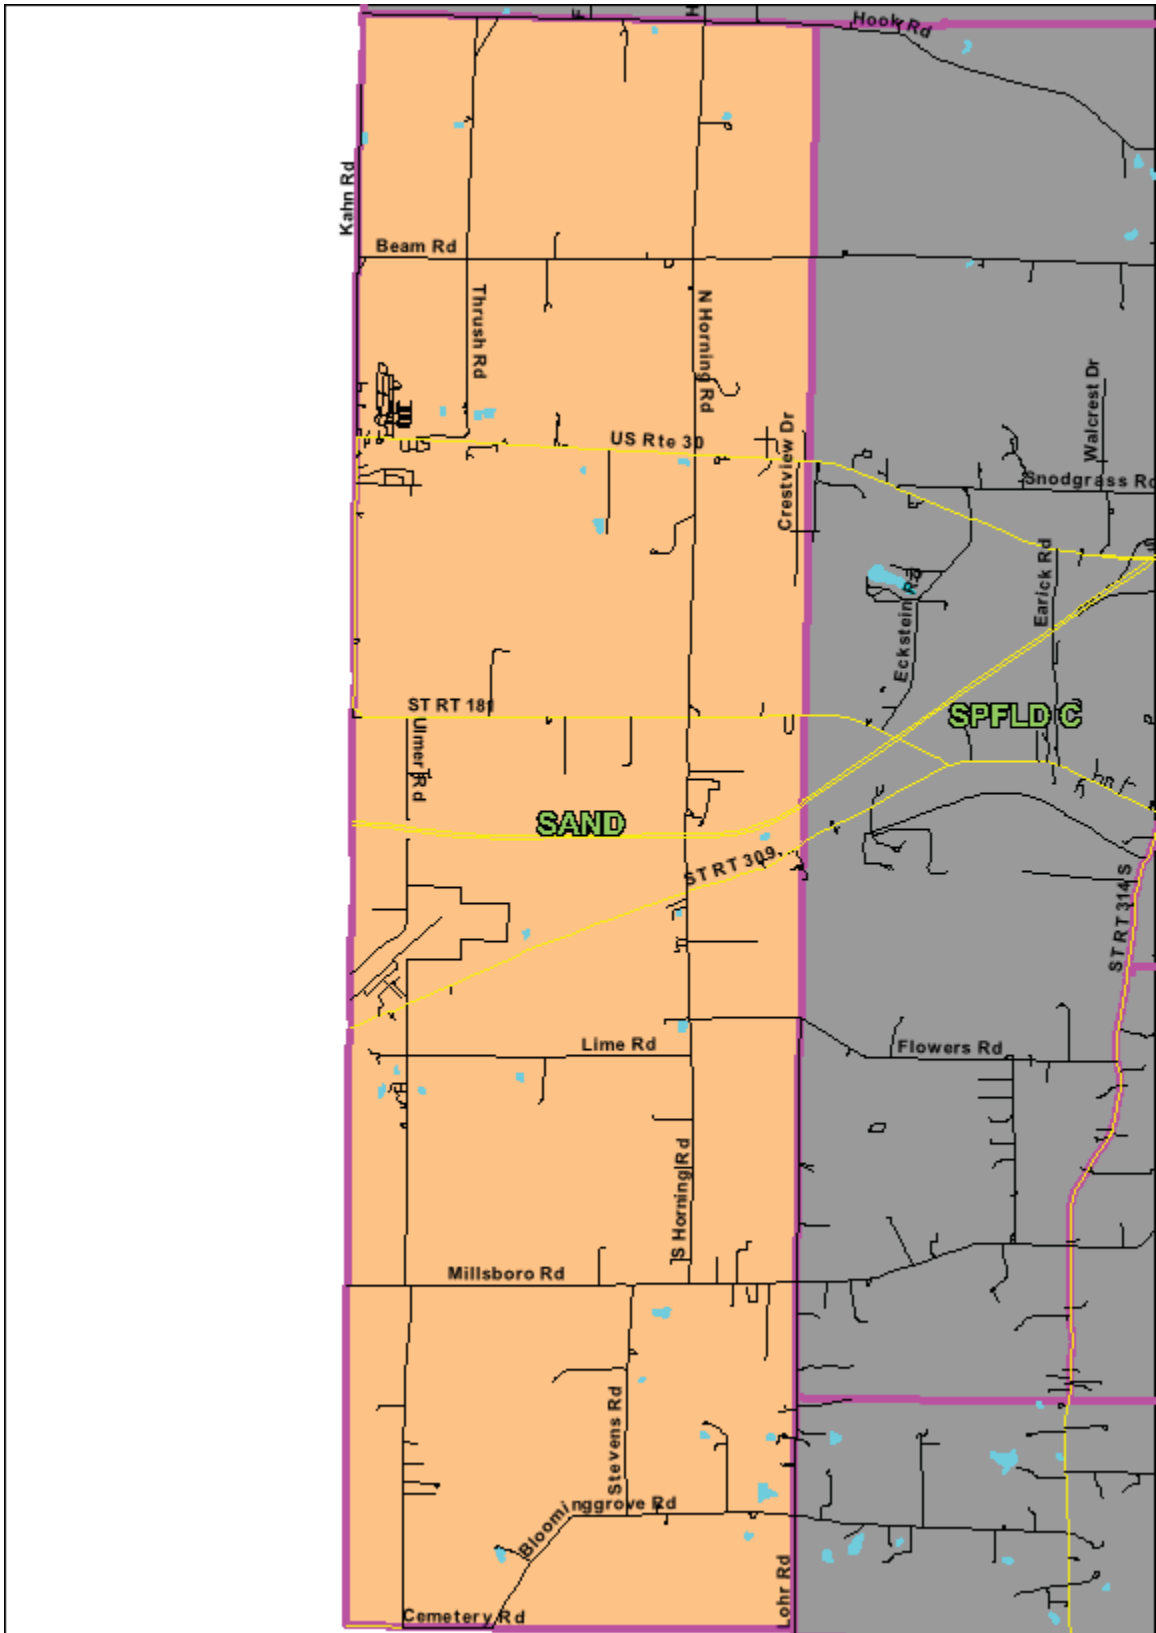 F
H
Hook Rd
Kahn Rd
Beam Rd
Thrush Rd
N Horning Rd
Walcrest Dr
Crestview Dr
US Rte 30
Snodgrass Rd
Earick Rd
Eckstein Rd
ST RT 181
SPFLD C
Ulmer Rd
SAND
ST RT 309
ST RT 314 S
Lime Rd
Flowers Rd
S Horning Rd
Millsboro Rd
Stevens Rd
Bloominggrove Rd
Lohr Rd
Cemetery Rd